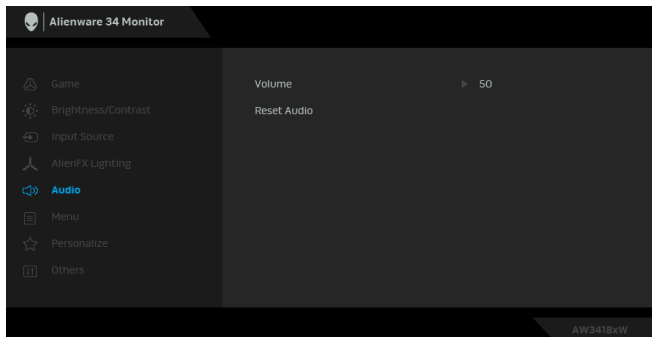 Alienware 34 Monitor
Game
Brightness/Contrast
Input Source
AlienFX Lighting
Audio
Menu
Personalize
Others
Volume 50
Reset Audio
AW3418xW